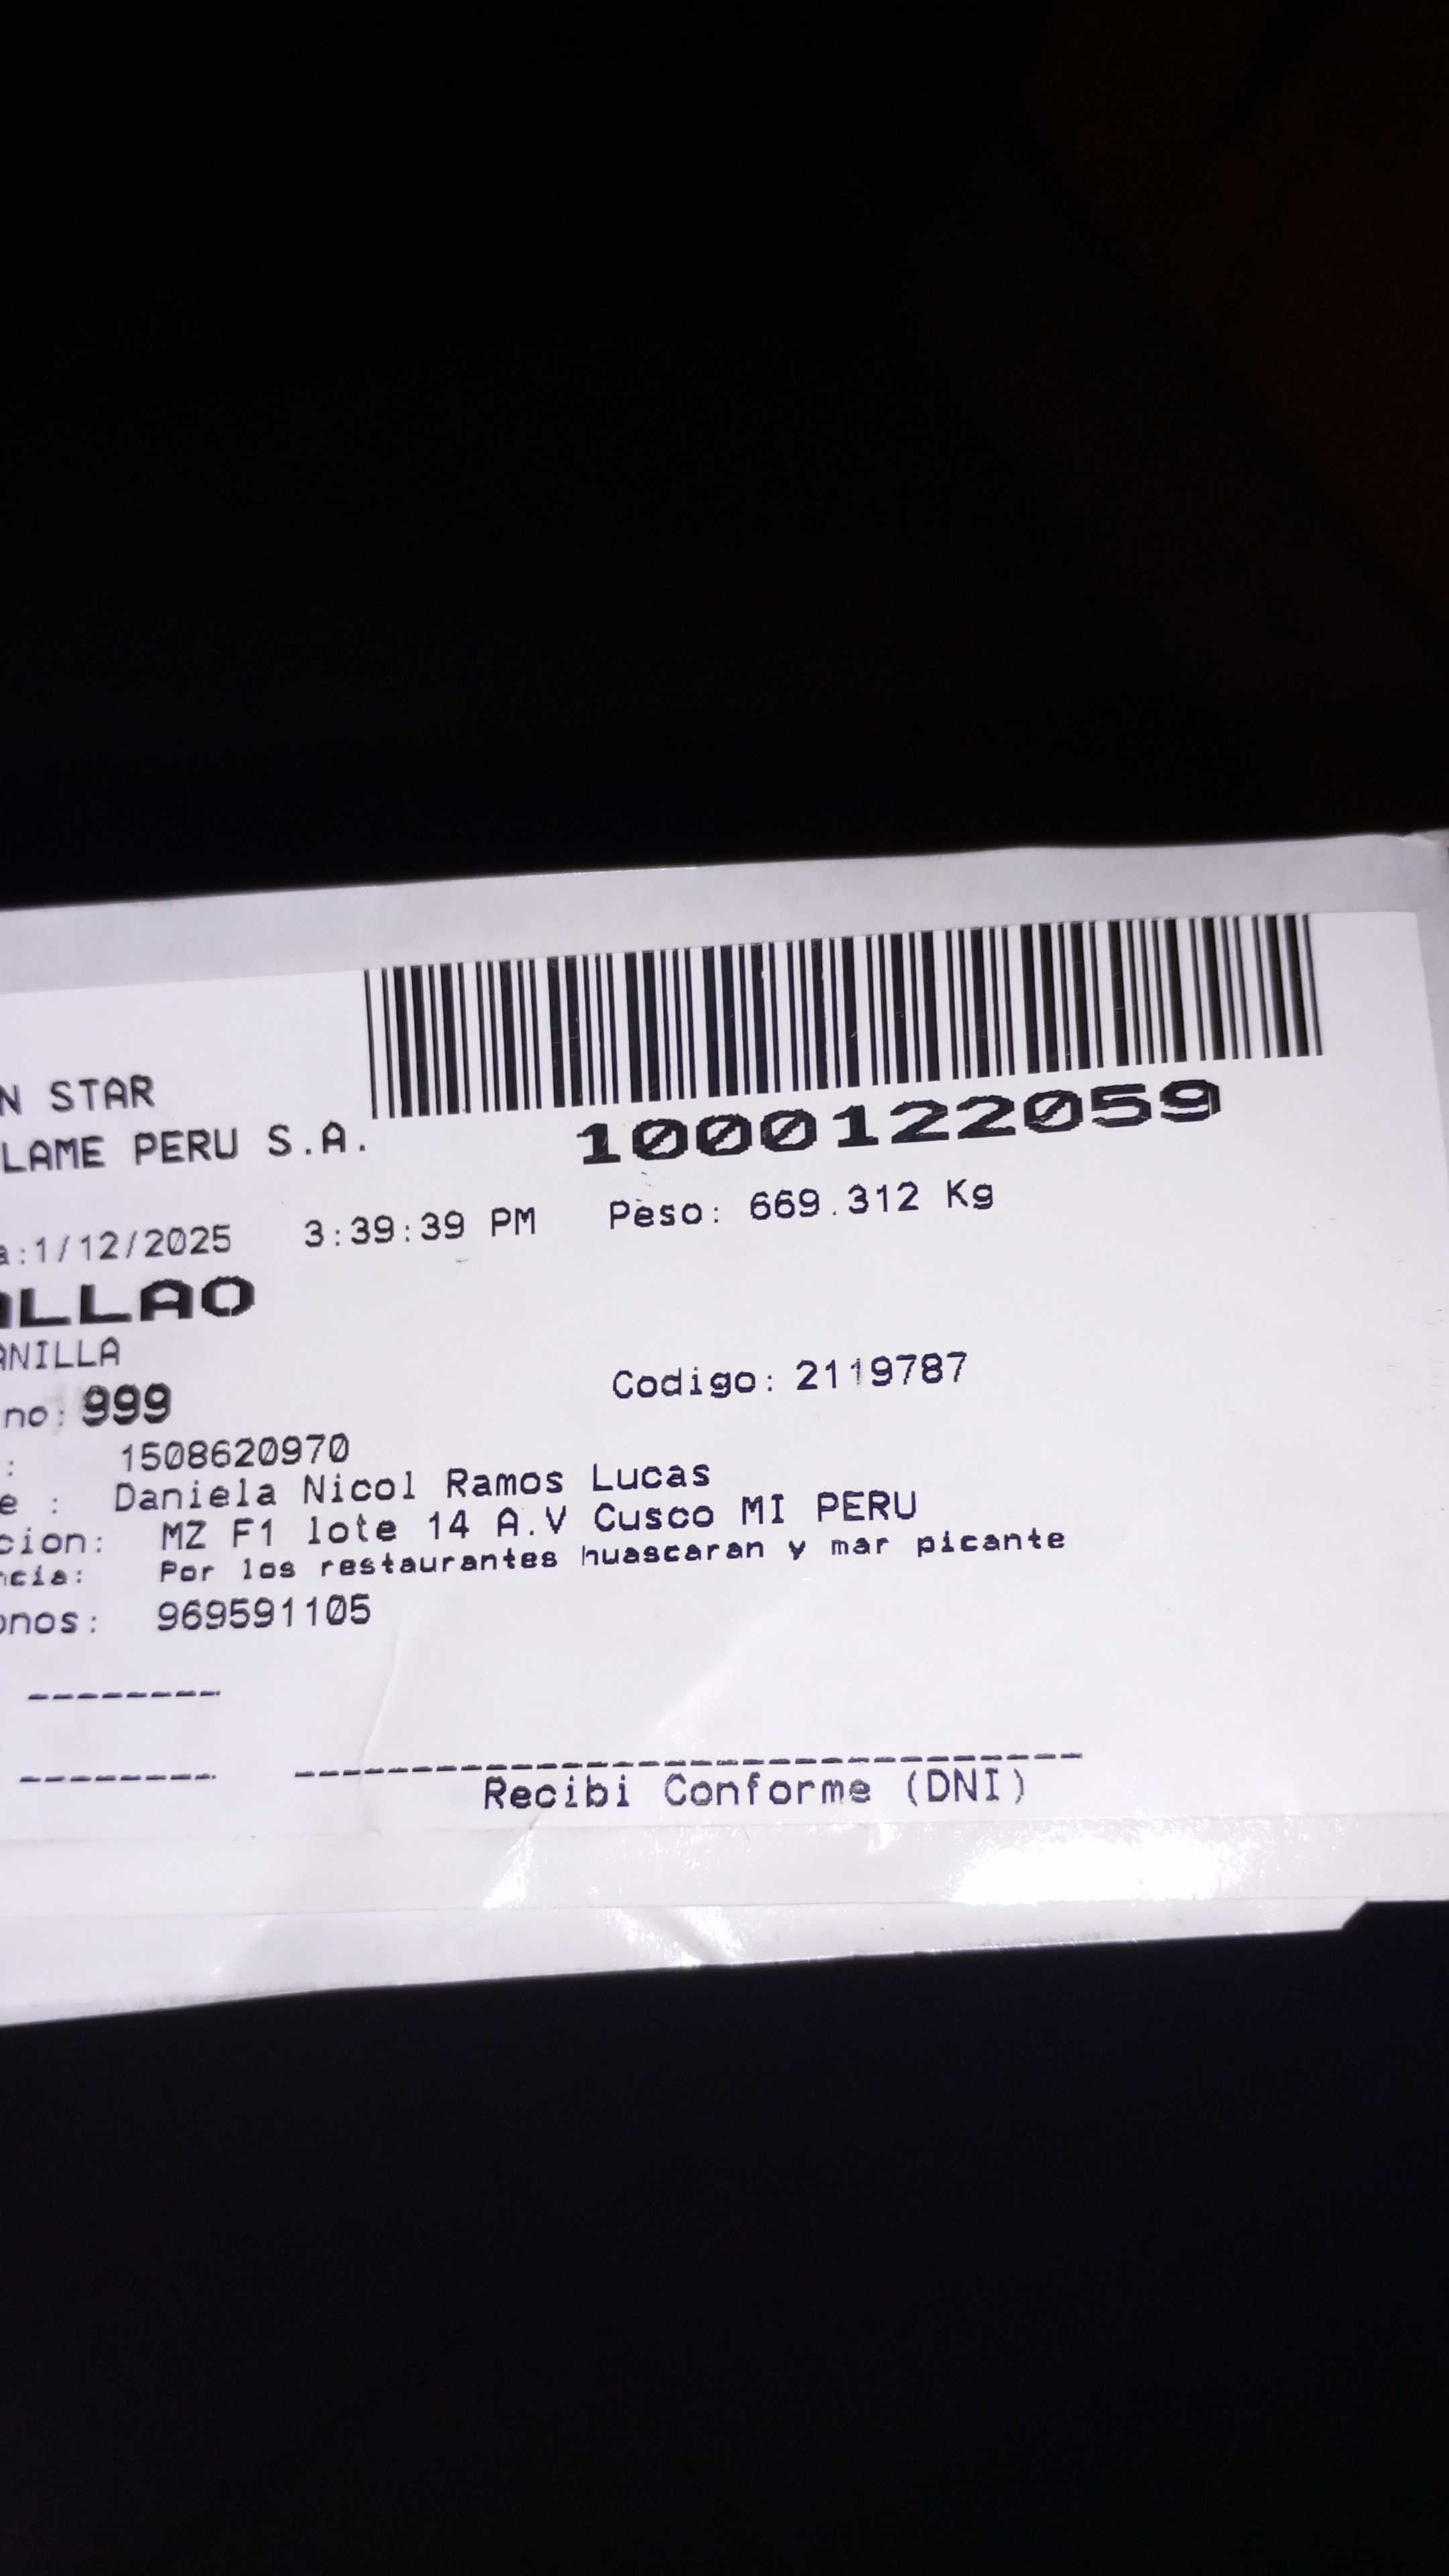 N STAR
LAME PERU S.A.
1000122059
a:1/12/2025 3:39:39 PM Peso: 669.312 Kg
ALLAO
ANILLA
no: 999 Codigo: 2119787
: 1508620970
e : Daniela Nicol Ramos Lucas
cion: MZ F1 lote 14 A.V Cusco MI PERU
ncia: Por los restaurantes huascaran y mar picante
onos: 969591105
Recibi Conforme (DNI)